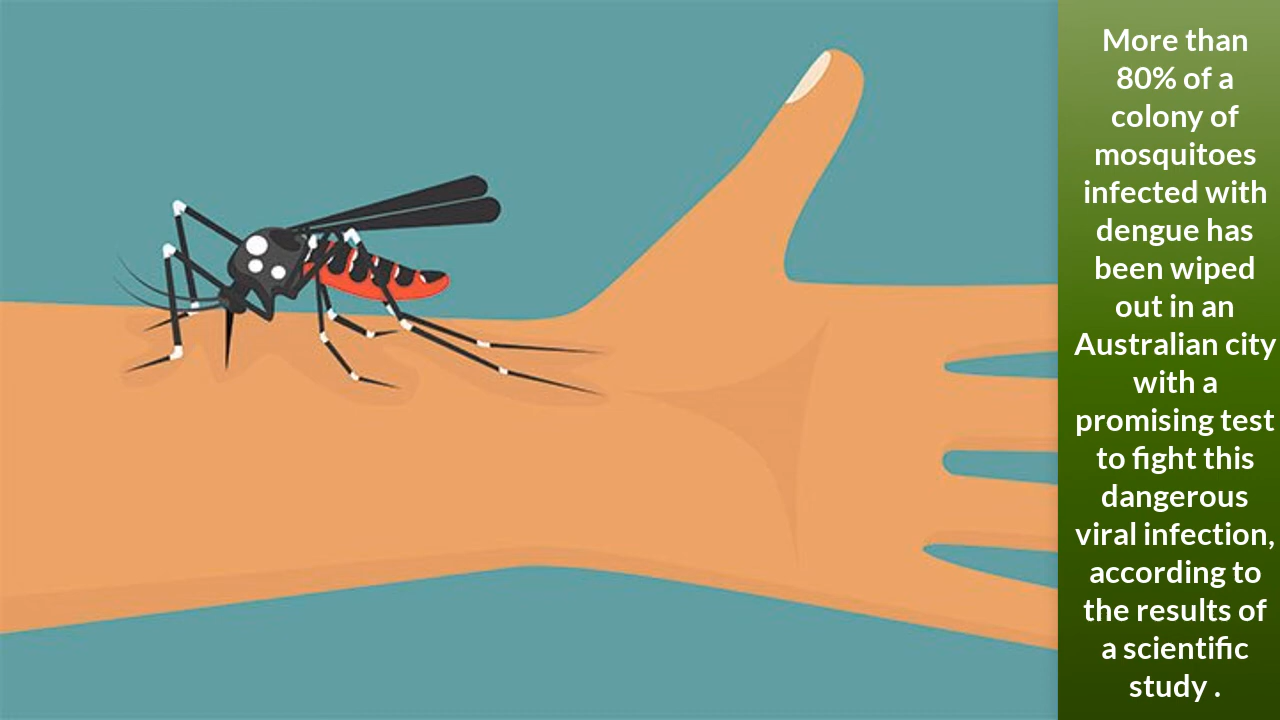 More than
80% of a
colony of
mosquitoes
infected with
dengue has
been wiped
out in an
Australian city
with a
promising test
to fight this
dangerous
viral infection,
according to
the results of
a scientific
study .